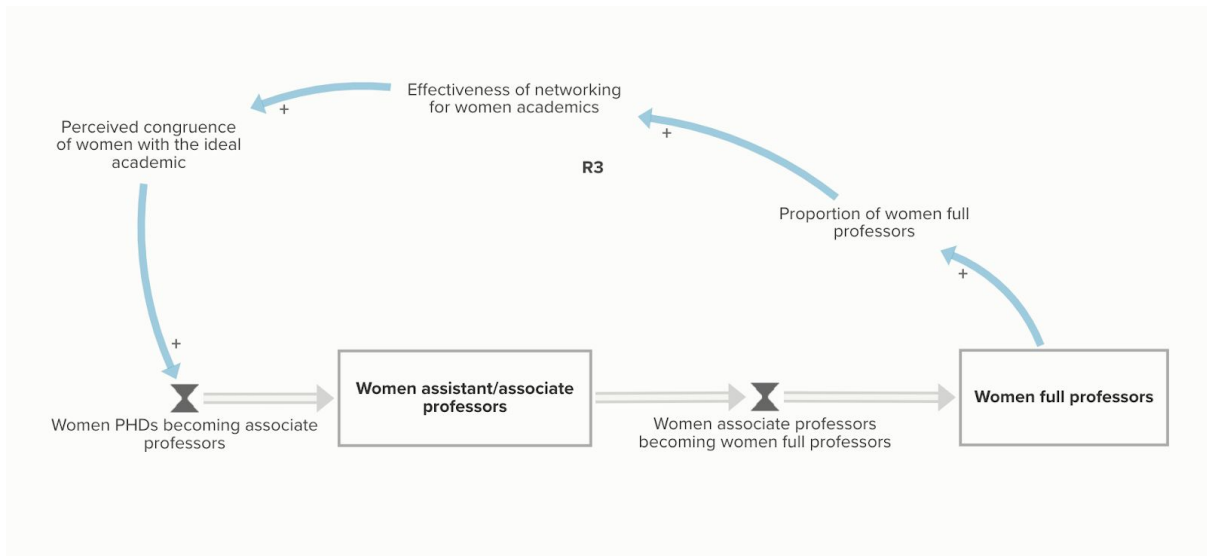 Effectiveness of networking
for women academics
+
Perceived congruence
of women with the ideal
academic
+
R3
Proportion of women full
professors
+
+
Women assistant/associate
professors
Women full professors
Women PHDs becoming associate
professors
Women associate professors
becoming women full professors